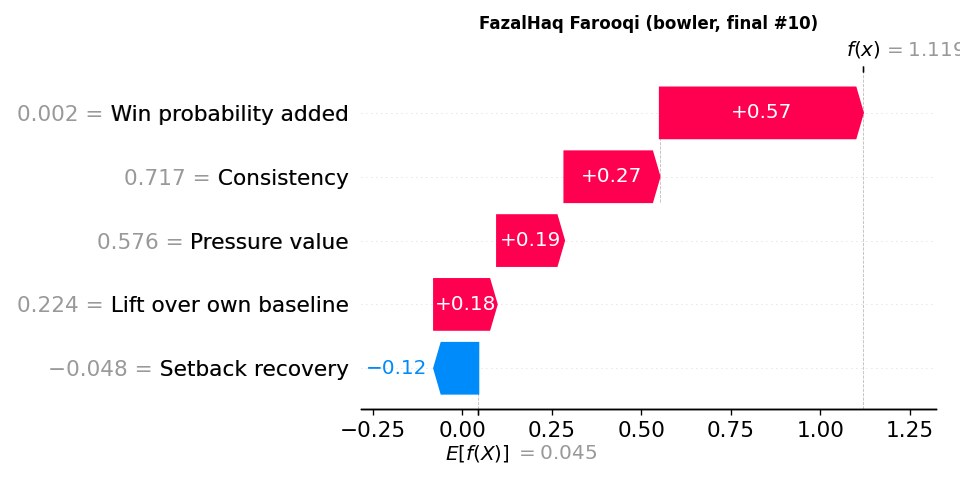 FazalHaq Farooqi (bowler, final #10)
f(x) = 1.119
0.002 = Win probability added +0.57
0.717 = Consistency +0.27
0.576 = Pressure value +0.19
0.224 = Lift over own baseline +0.18
−0.048 = Setback recovery −0.12
−0.25 0.00 0.25 0.50 0.75 1.00 1.25
E[f(X)] = 0.045